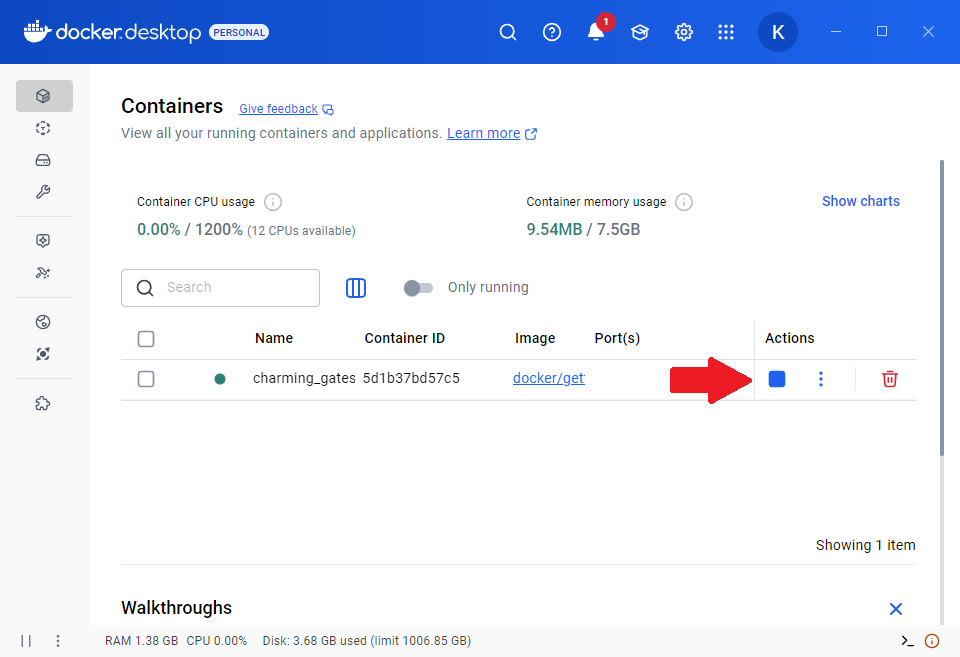 docker.desktop PERSONAL
1
K
Containers Give feedback
View all your running containers and applications. Learn more
Container CPU usage Container memory usage Show charts
0.00% / 1200% (12 CPUs available) 9.54MB / 7.5GB
Search Only running
Name Container ID Image Port(s) Actions
charming_gates 5d1b37bd57c5 docker/get
Showing 1 item
Walkthroughs
RAM 1.38 GB CPU 0.00% Disk: 3.68 GB used (limit 1006.85 GB)